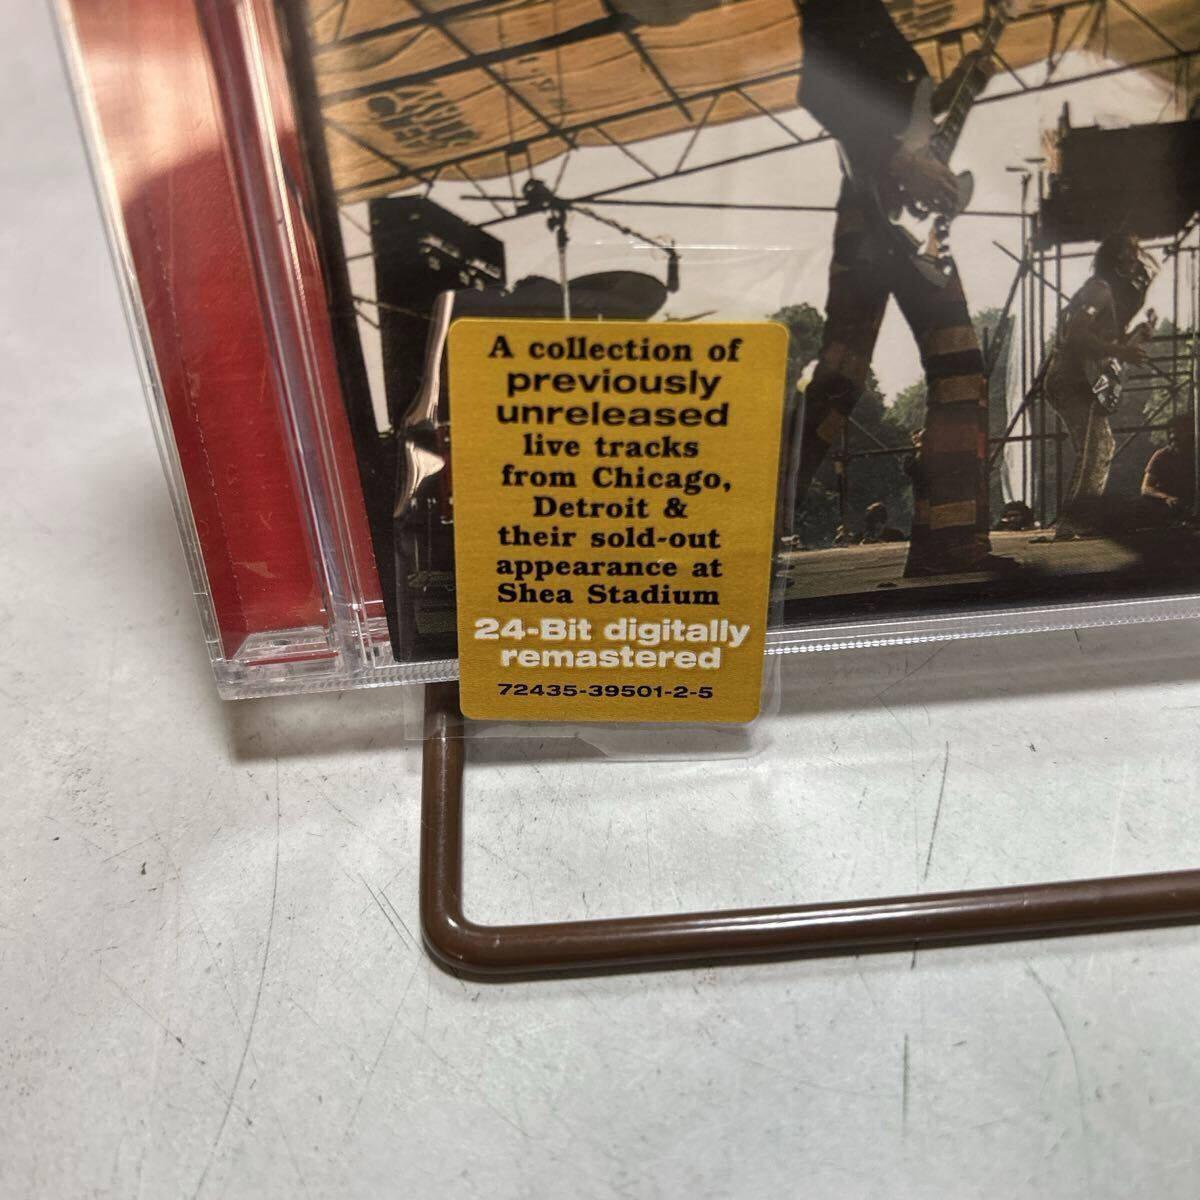 A collection of
previously
unreleased
live tracks
from Chicago,
Detroit &
their sold-out
appearance at
Shea Stadium
24-Bit digitally
remastered
72435-39501-2-5